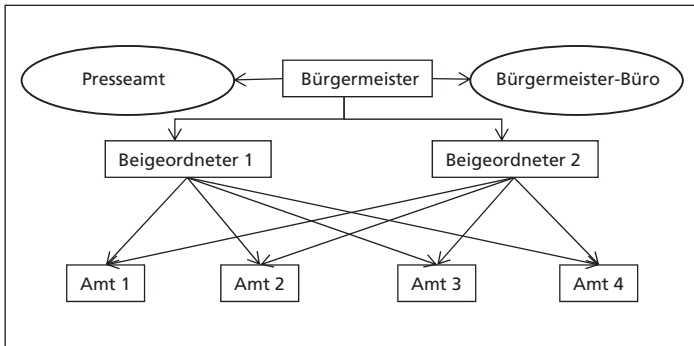 Presseamt
Bürgermeister
Bürgermeister-Büro
Beigeordneter 1
Beigeordneter 2
Amt 1
Amt 2
Amt 3
Amt 4